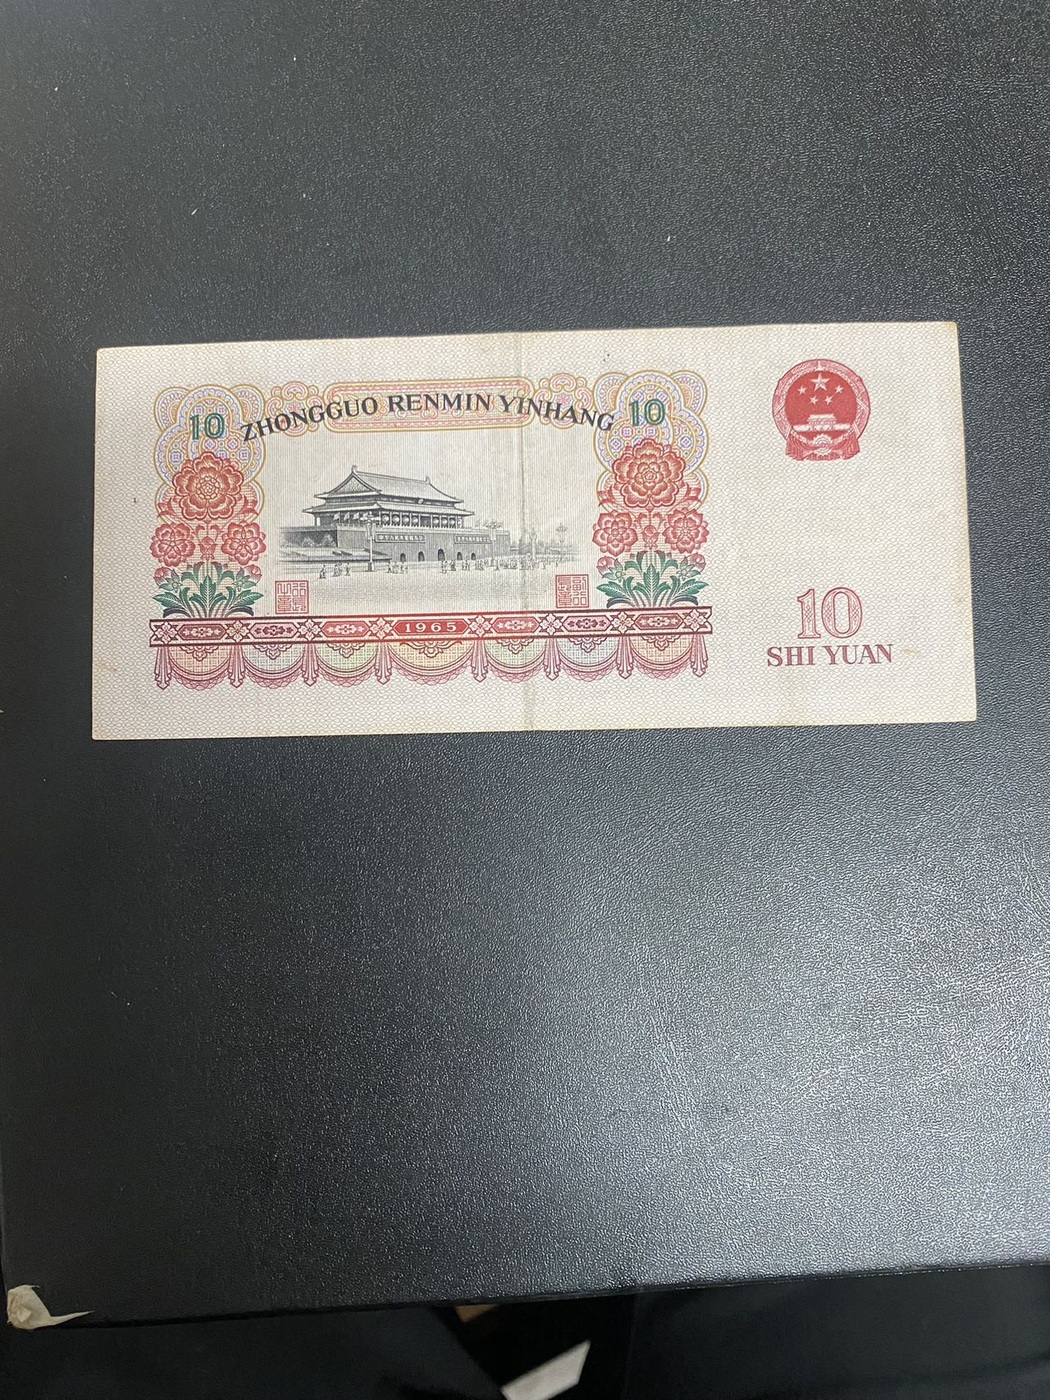 10 ZHONGGUO RENMIN YINHANG 10
1965
10
SHI YUAN